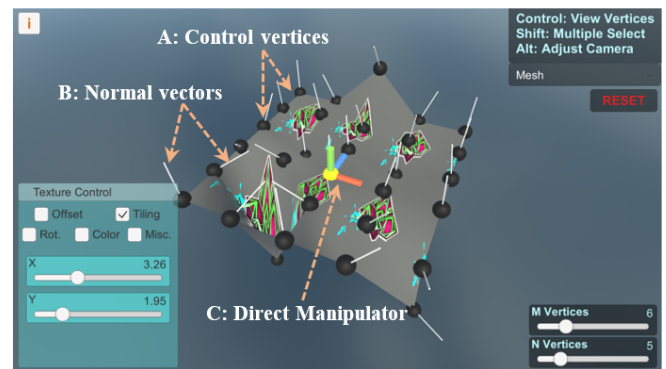 i
A: Control vertices
Control: View Vertices
Shift: Multiple Select
Alt: Adjust Camera
Mesh
RESET
B: Normal vectors
Texture Control
Offset
Tiling
Rot.
Color
Misc.
X 3.26
Y 1.95
C: Direct Manipulator
M Vertices 6
N Vertices 5